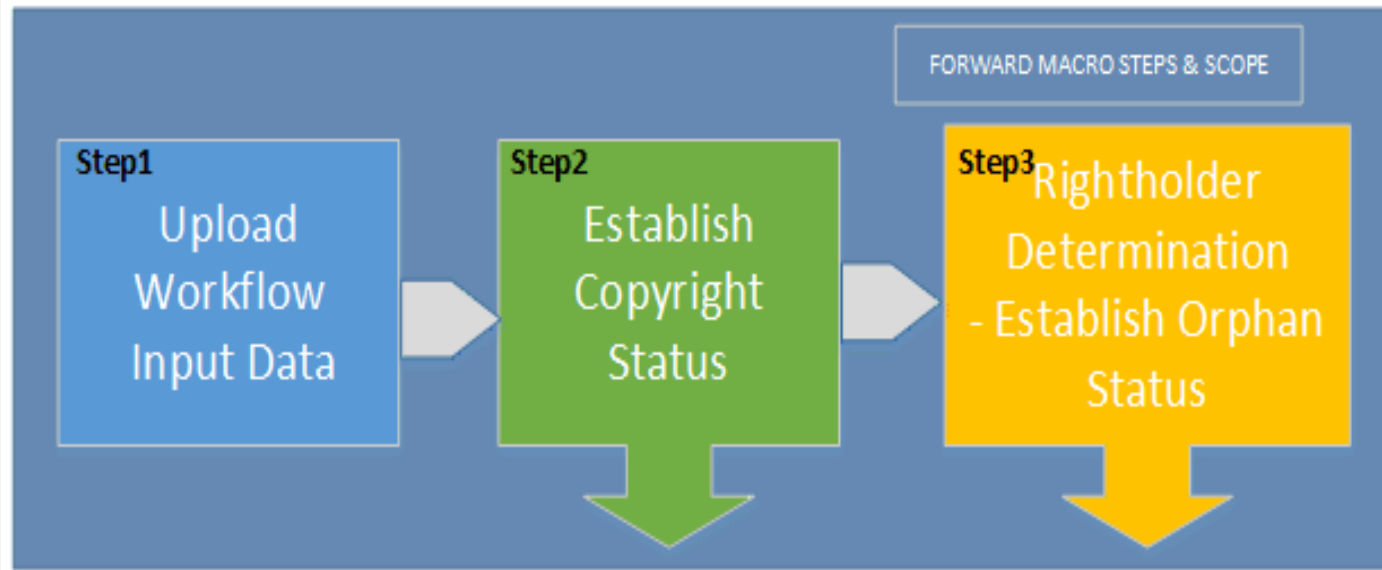 FORWARD MACRO STEPS & SCOPE
Step1
Upload
Workflow
Input Data
Step2
Establish
Copyright
Status
Step3
Rightholder
Determination
- Establish Orphan
Status